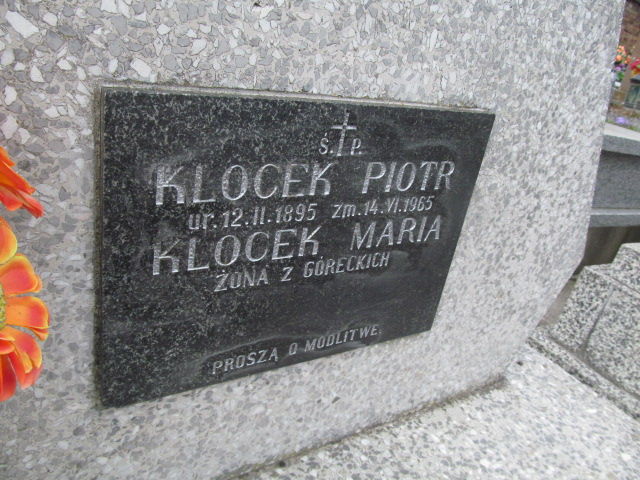 Ś. P.
KLOCEK PIOTR
ur. 12. II. 1895 zm. 14. VI. 1965
KLOCEK MARIA
ŻONA Z GÓRECKICH
PROSZĄ O MODLITWĘ